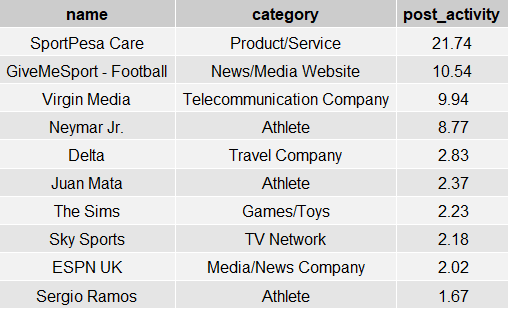 name category post_activity
SportPesa Care Product/Service 21.74
GiveMeSport - Football News/Media Website 10.54
Virgin Media Telecommunication Company 9.94
Neymar Jr. Athlete 8.77
Delta Travel Company 2.83
Juan Mata Athlete 2.37
The Sims Games/Toys 2.23
Sky Sports TV Network 2.18
ESPN UK Media/News Company 2.02
Sergio Ramos Athlete 1.67